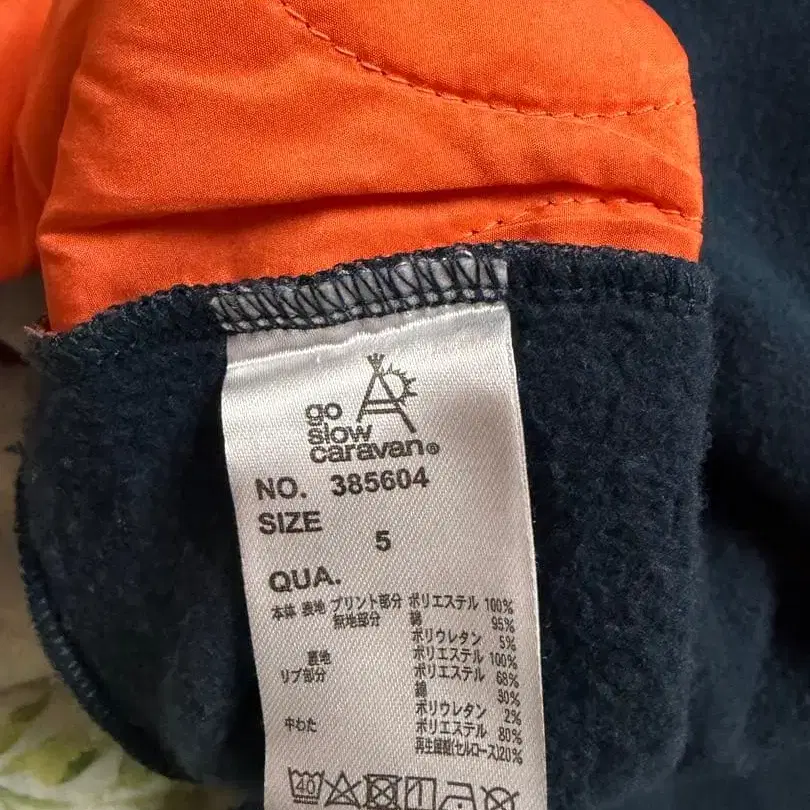 go
slow
caravan®
NO. 385604
SIZE
5
QUA.
本体 表地 プリント部分 ポリエステル 100%
無地部分 綿 95%
ポリウレタン 5%
裏地 ポリエステル 100%
リブ部分 ポリエステル 68%
綿 30%
ポリウレタン 2%
中わた ポリエステル 80%
再生繊維(セルロース)20%
40